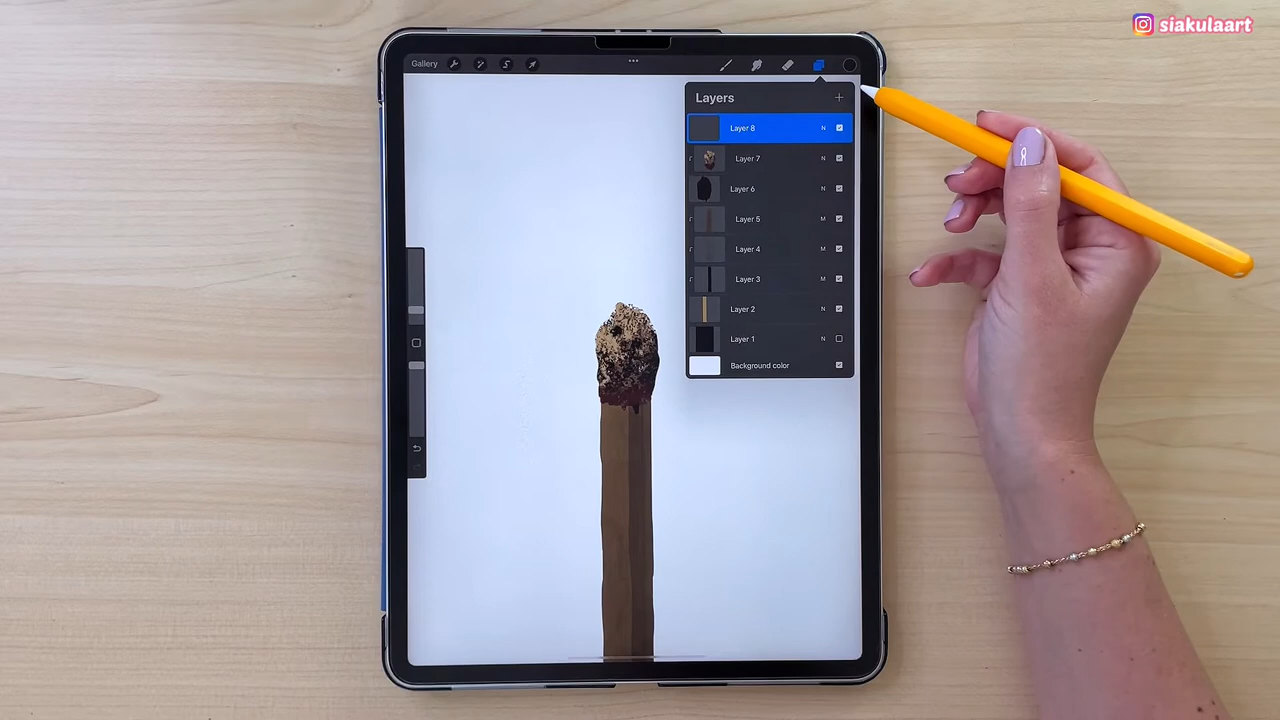 siakulaart
Gallery
Layers
Layer 8 N
Layer 7 N
Layer 6 N
Layer 5 M
Layer 4 M
Layer 3 M
Layer 2 N
Layer 1 N
Background color